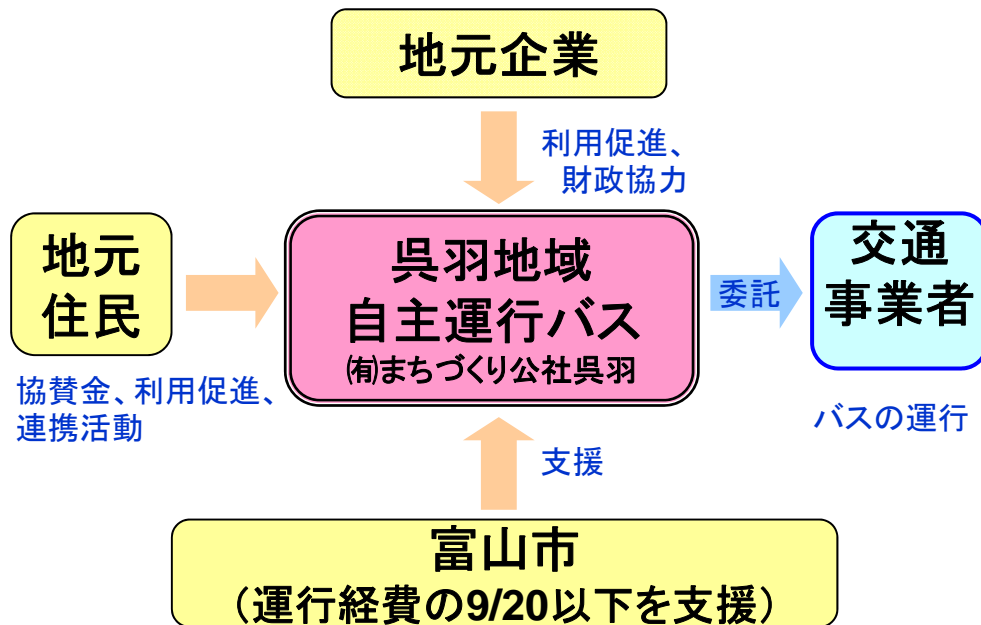 地元企業
利用促進、
財政協力
地元
住民
協賛金、利用促進、
連携活動
呉羽地域
自主運行バス
㈲まちづくり公社呉羽
委託
交通
事業者
バスの運行
支援
富山市
（運行経費の9/20以下を支援）